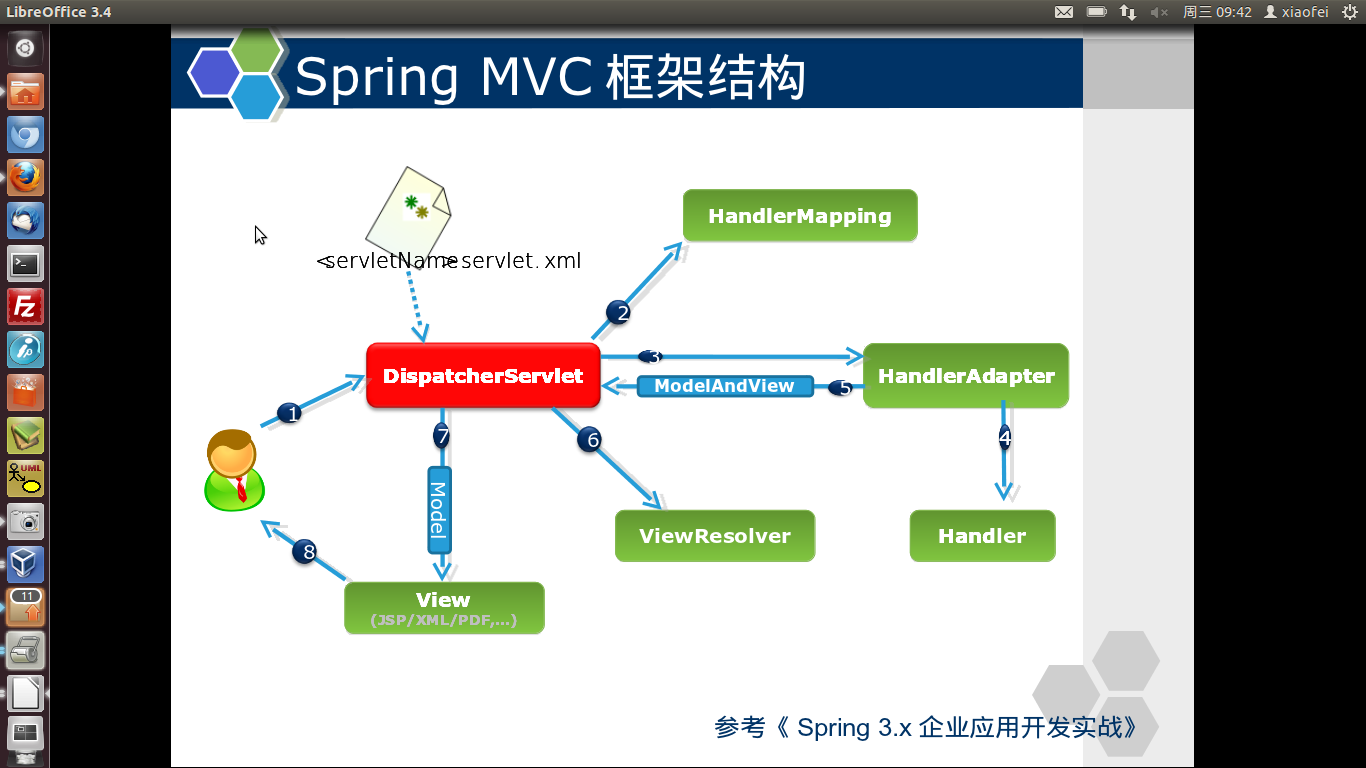 LibreOffice 3.4
周三 09:42 xiaofei
Spring MVC 框架结构
<servletName>servlet.xml
HandlerMapping
2
DispatcherServlet
3
ModelAndView
5
HandlerAdapter
1
7
6
4
Model
ViewResolver
Handler
8
View
(JSP/XML/PDF,...)
参考《 Spring 3.x 企业应用开发实战》
Fz
UML
11